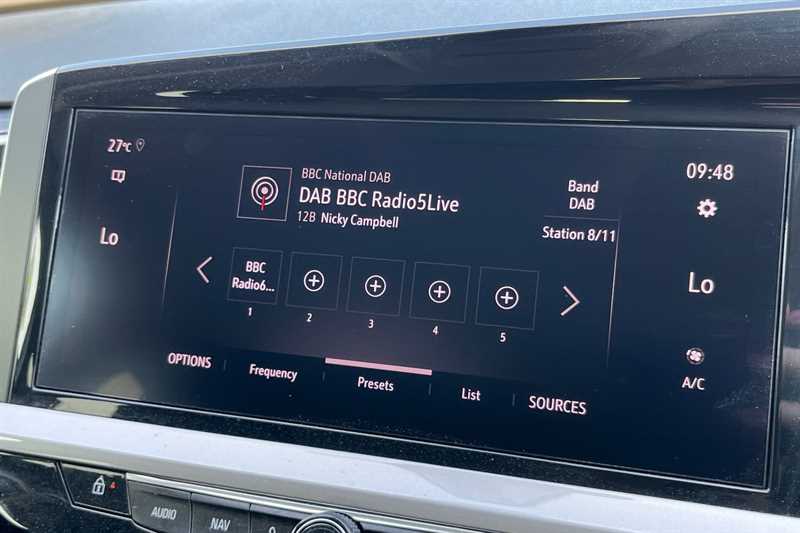 27°C
BBC National DAB
DAB BBC Radio5Live
12B Nicky Campbell
Band
DAB
Station 8/11
09:48
Lo
Lo
BBC
Radio6...
1
2
3
4
5
OPTIONS
Frequency
Presets
List
SOURCES
A/C
AUDIO
NAV